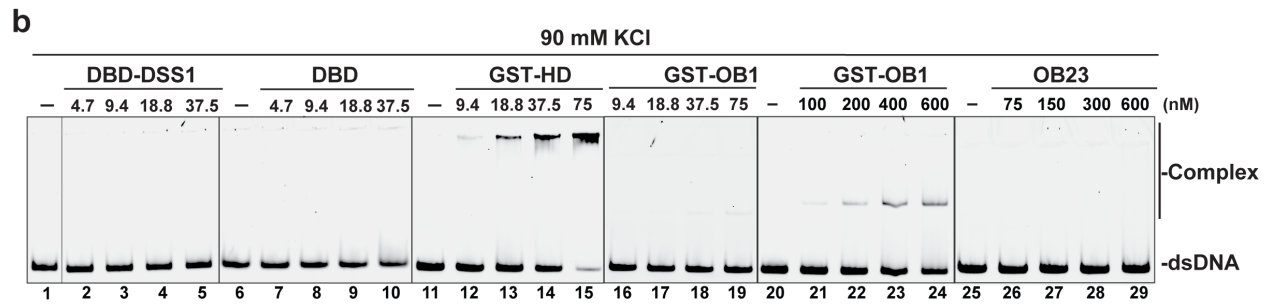 b
90 mM KCl
DBD-DSS1 DBD GST-HD GST-OB1 GST-OB1 OB23
— 4.7 9.4 18.8 37.5 — 4.7 9.4 18.8 37.5 — 9.4 18.8 37.5 75 9.4 18.8 37.5 75 – 100 200 400 600 – 75 150 300 600 (nM)
-Complex
-dsDNA
1 2 3 4 5 6 7 8 9 10 11 12 13 14 15 16 17 18 19 20 21 22 23 24 25 26 27 28 29